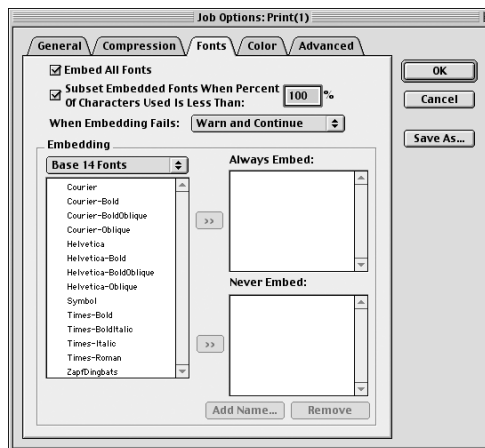 Job Options: Print(1)
General Compression Fonts Color Advanced
Embed All Fonts
Subset Embedded Fonts When Percent
Of Characters Used Is Less Than: 100 %
When Embedding Fails: Warn and Continue
Embedding
Base 14 Fonts
Courier
Courier-Bold
Courier-BoldOblique
Courier-Oblique
Helvetica
Helvetica-Bold
Helvetica-BoldOblique
Helvetica-Oblique
Symbol
Times-Bold
Times-BoldItalic
Times-Italic
Times-Roman
ZapfDingbats
>>
>>
Always Embed:
Never Embed:
Add Name... Remove
OK
Cancel
Save As...